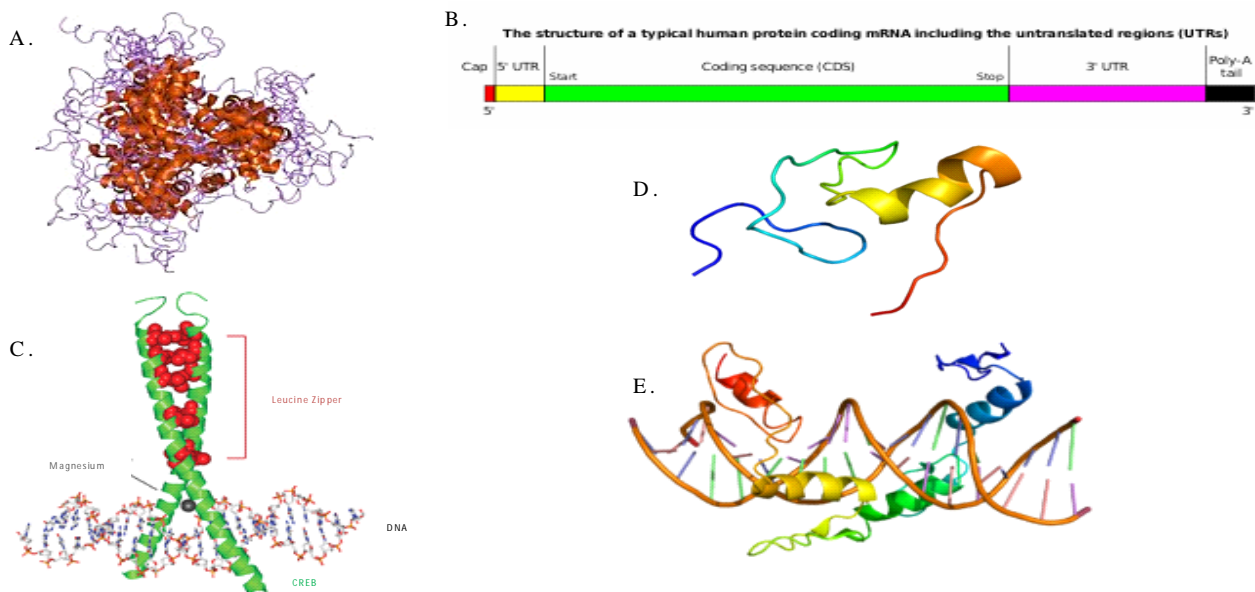 A.
B.
The structure of a typical human protein coding mRNA including the untranslated regions (UTRs)
Cap 5' UTR Coding sequence (CDS) 3' UTR Poly-A tail
Start Stop
5' 3'
D.
C.
Leucine Zipper
E.
Magnesium
DNA
CREB